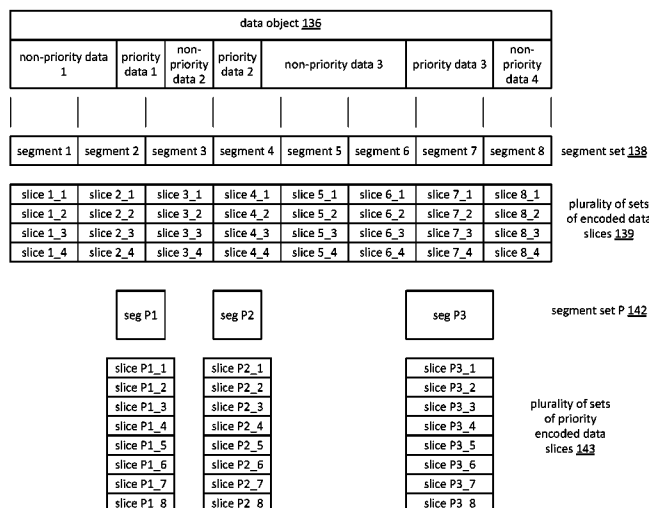 data object 136
non-priority data 1
priority data 1
non-priority data 2
priority data 2
non-priority data 3
priority data 3
non-priority data 4
segment 1 segment 2 segment 3 segment 4 segment 5 segment 6 segment 7 segment 8 segment set 138
slice 1_1 slice 2_1 slice 3_1 slice 4_1 slice 5_1 slice 6_1 slice 7_1 slice 8_1
slice 1_2 slice 2_2 slice 3_2 slice 4_2 slice 5_2 slice 6_2 slice 7_2 slice 8_2
slice 1_3 slice 2_3 slice 3_3 slice 4_3 slice 5_3 slice 6_3 slice 7_3 slice 8_3
slice 1_4 slice 2_4 slice 3_4 slice 4_4 slice 5_4 slice 6_4 slice 7_4 slice 8_4
plurality of sets
of encoded data
slices 139
seg P1 seg P2 seg P3 segment set P 142
slice P1_1 slice P2_1 slice P3_1
slice P1_2 slice P2_2 slice P3_2
slice P1_3 slice P2_3 slice P3_3
slice P1_4 slice P2_4 slice P3_4
slice P1_5 slice P2_5 slice P3_5
slice P1_6 slice P2_6 slice P3_6
slice P1_7 slice P2_7 slice P3_7
slice P1_8 slice P2_8 slice P3_8
plurality of sets
of priority
encoded data
slices 143